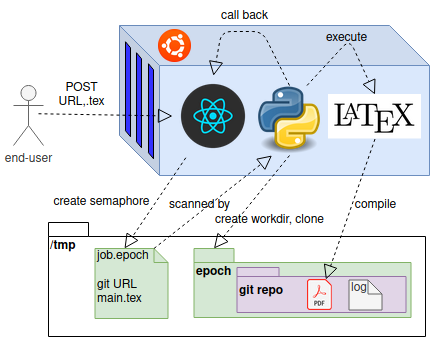 call back
execute
POST
URL,.tex
LATEX
end-user
create semaphore
scanned by
create workdir, clone
compile
/tmp
job.epoch
git URL
main.tex
epoch
git repo
PDF
log